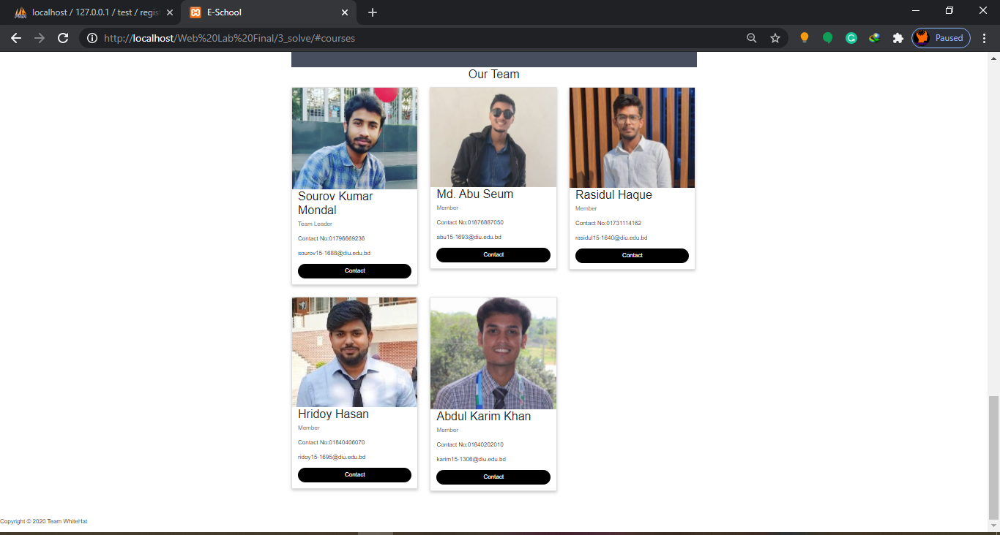 localhost / 127.0.0.1 / test / regis
E-School
http://localhost/Web%20Lab%20Final/3_solve/#courses
Paused
Our Team
Sourov Kumar
Mondal
Team Leader
Contact No:01796669236
sourov15-1688@diu.edu.bd
Contact
Md. Abu Seum
Member
Contact No:01876887050
abu15-1693@diu.edu.bd
Contact
Rasidul Haque
Member
Contact No:01731114162
rasidul15-1640@diu.edu.bd
Contact
Hridoy Hasan
Member
Contact No:01840406070
ridoy15-1695@diu.edu.bd
Contact
Abdul Karim Khan
Member
Contact No:01840202010
karim15-1306@diu.edu.bd
Contact
Copyright © 2020 Team WhiteHat